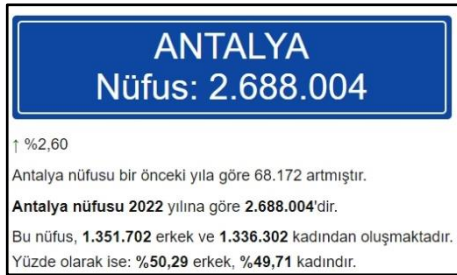 ANTALYA
Nüfus: 2.688.004
↑ %2,60
Antalya nüfusu bir önceki yıla göre 68.172 artmıştır.
Antalya nüfusu 2022 yılına göre 2.688.004'dir.
Bu nüfus, 1.351.702 erkek ve 1.336.302 kadından oluşmaktadır.
Yüzde olarak ise: %50,29 erkek, %49,71 kadındır.